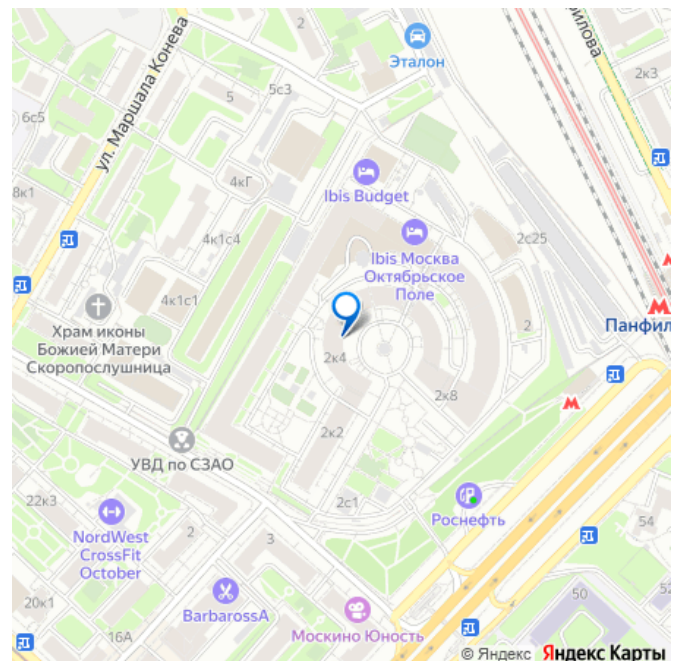 2
Эталон
илова
2к3
5с3
5
6с5
ул. Маршала Конева
4кГ
Ibis Budget
8к1
4к1с4
Ibis Москва
Октябрьское
Поле
2с25
4к1с1
Храм иконы
Божией Матери
Скоропослушница
2
Панфил
2к4
2к8
2к2
УВД по СЗАО
22к3
2с1
Роснефть
NordWest
CrossFit
October
2
3
54
BarbarossA
50
52
20к1
16А
Москино Юность
© Яндекс Яндекс Карты